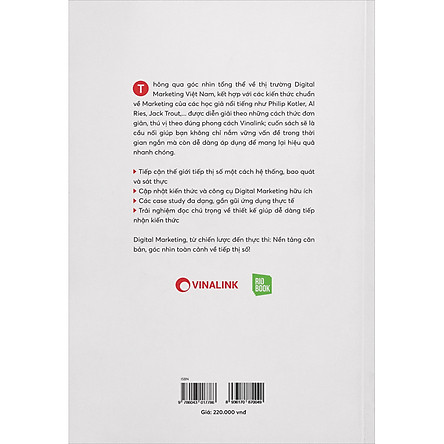 Thông qua góc nhìn tổng thể về thị trường Digital
Marketing Việt Nam, kết hợp với các kiến thức chuẩn
về Marketing của các học giả nổi tiếng như Philip Kotler, Al
Ries, Jack Trout,... được diễn giải theo những cách thức đơn
giản, thú vị theo đúng phong cách Vinalink; cuốn sách sẽ là
cầu nối giúp bạn không chỉ nắm vững vấn đề trong thời
gian ngắn mà còn dễ dàng áp dụng để mang lại hiệu quả
nhanh chóng.
Tiếp cận thế giới tiếp thị số một cách hệ thống, bao quát
và sát thực
Cập nhật kiến thức và công cụ Digital Marketing hữu ích
Các case study đa dạng, gần gũi ứng dụng thực tế
Trải nghiệm đọc chú trọng về thiết kế giúp dễ dàng tiếp
nhận kiến thức
Digital Marketing, từ chiến lược đến thực thi: Nền tảng căn
bản, góc nhìn toàn cảnh về tiếp thị số!
VINALINK
RIO
BOOK
Giá: 220.000 vnđ